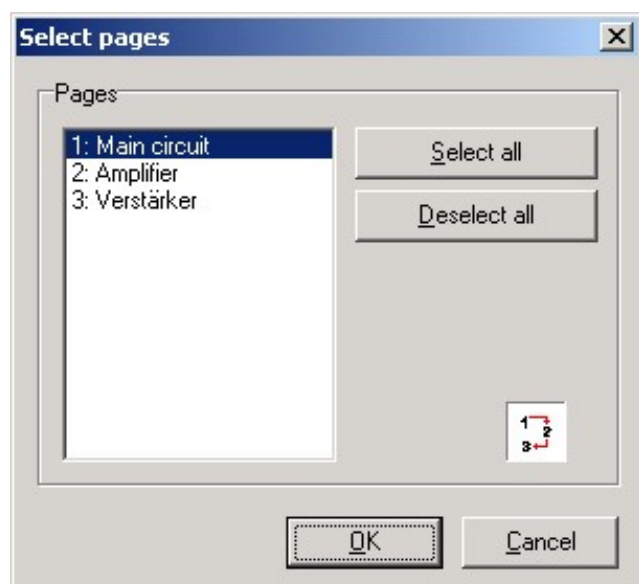 Select pages
Pages
1: Main circuit
2: Amplifier
3: Verstärker
Select all
Deselect all
1
2
3
OK
Cancel